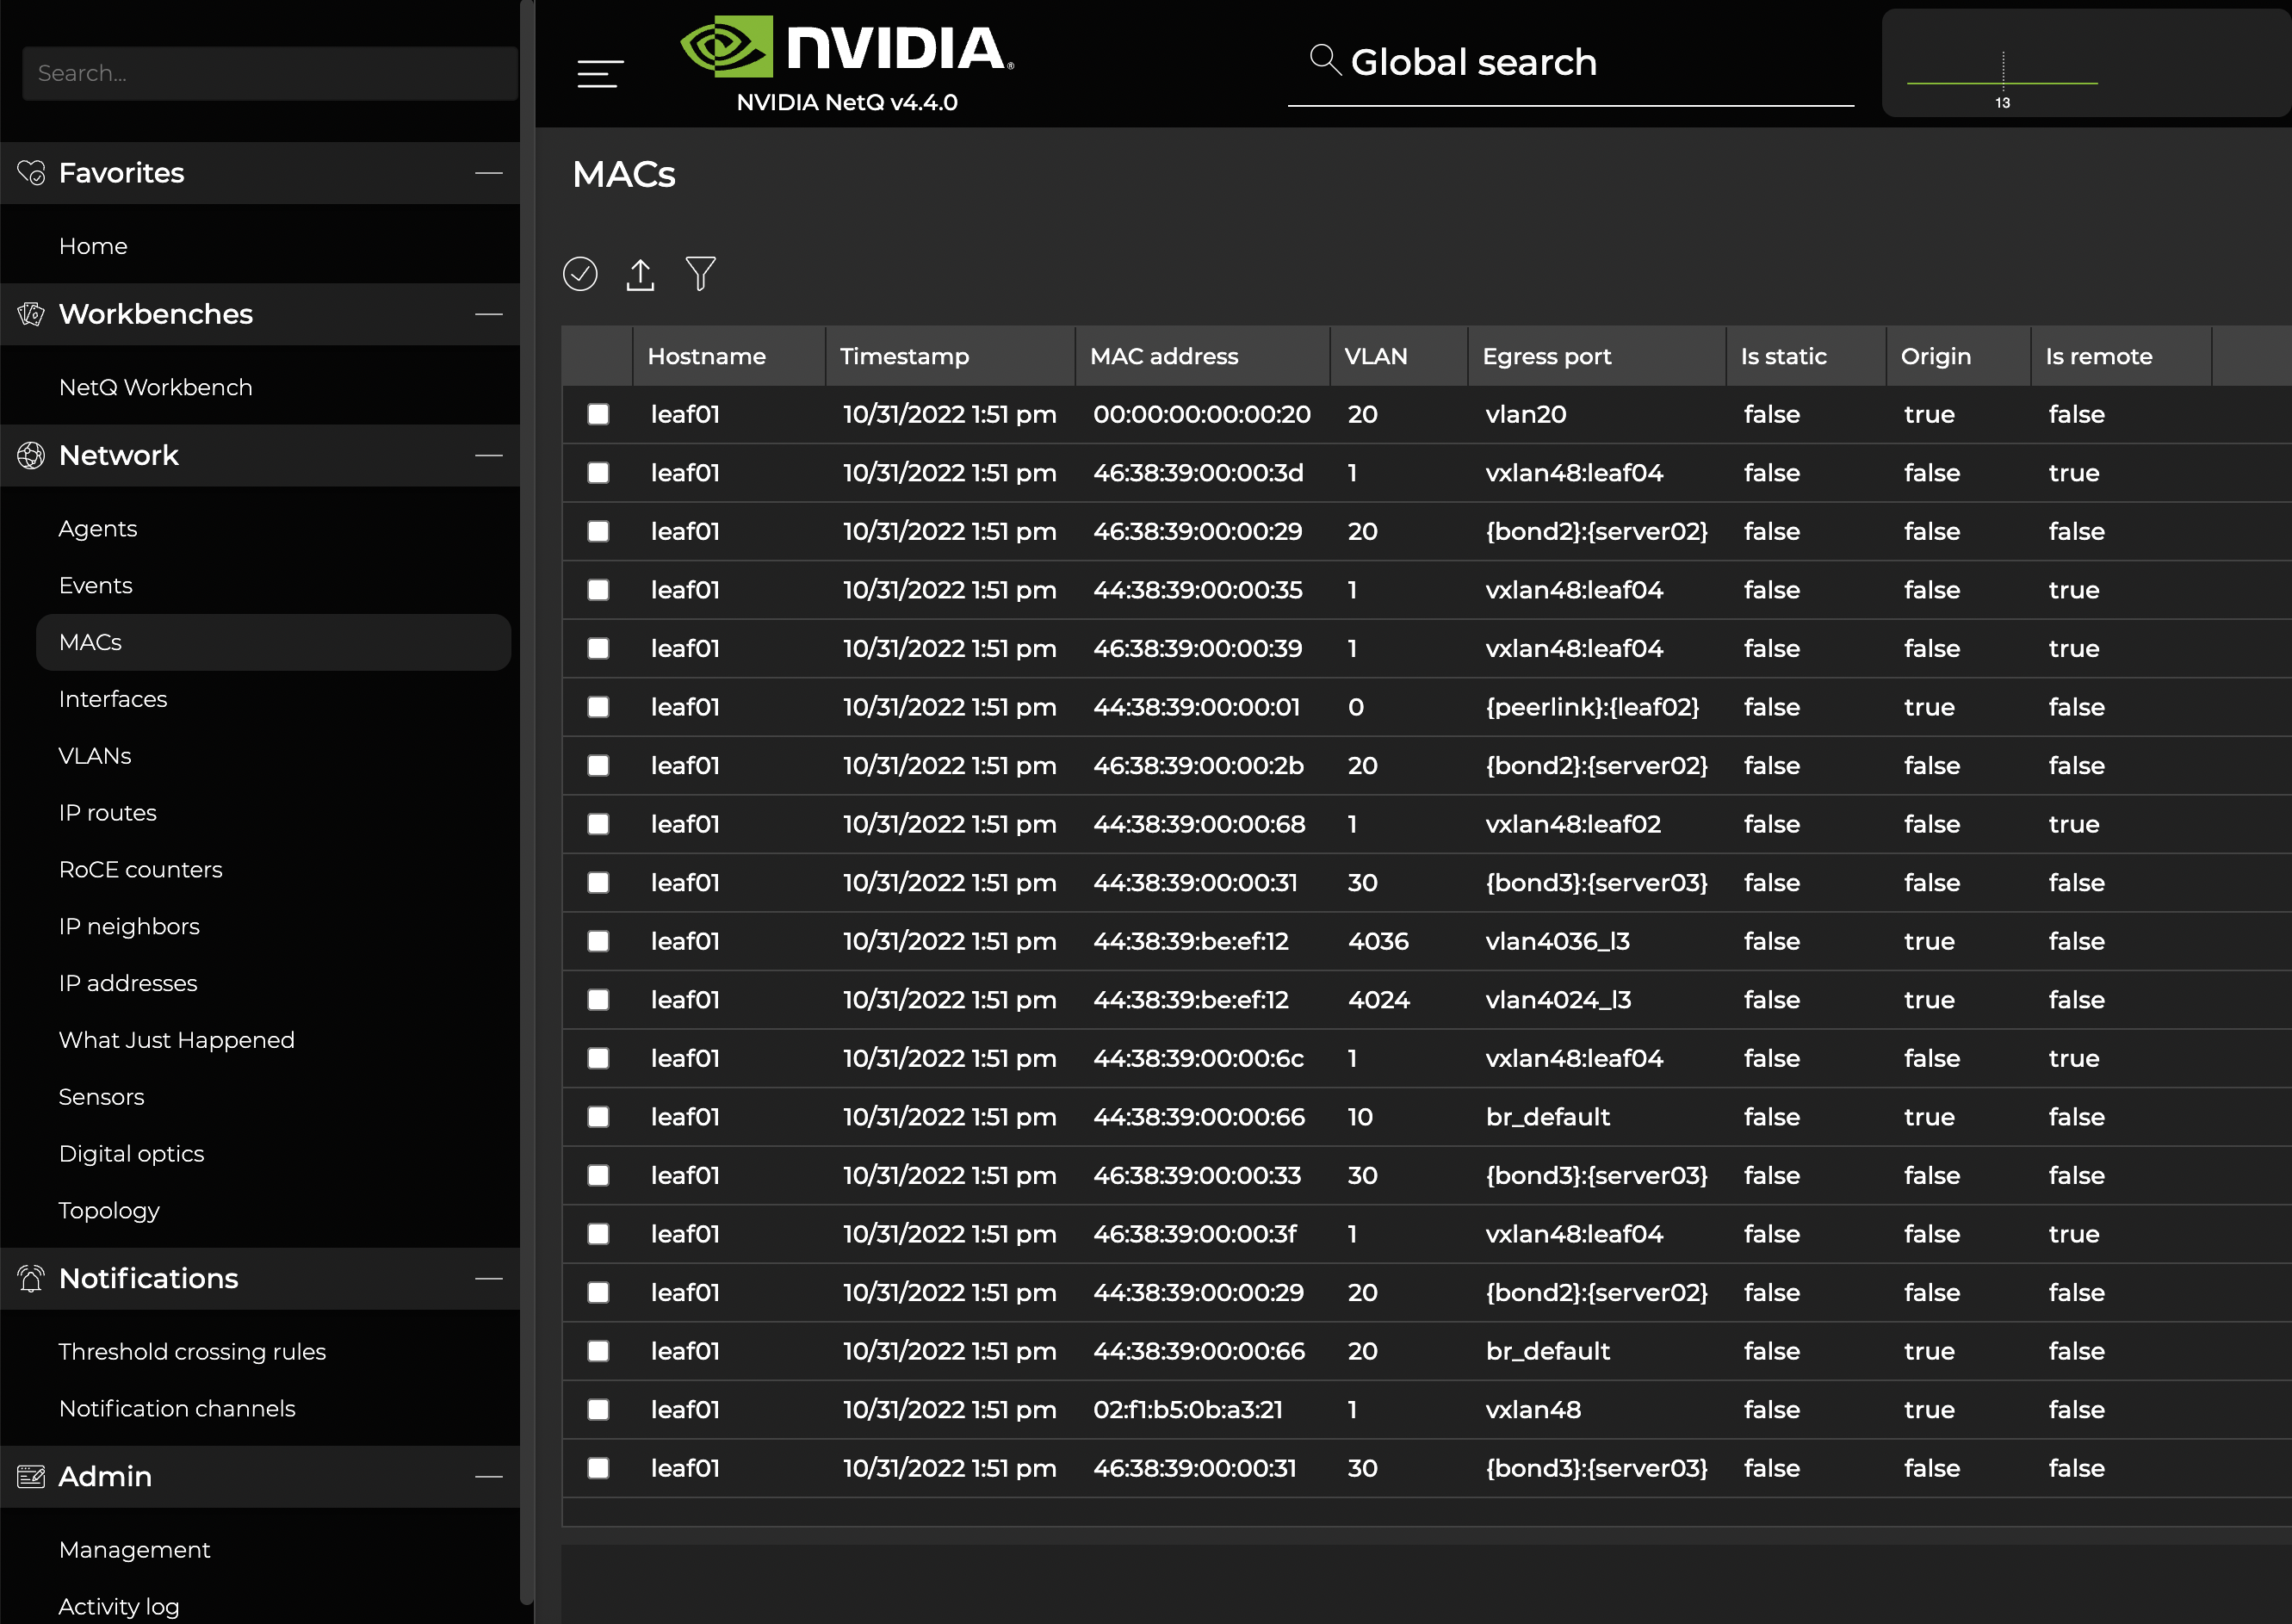 Search...
Favorites
Home
Workbenches
NetQ Workbench
Network
Agents
Events
MACs
Interfaces
VLANs
IP routes
RoCE counters
IP neighbors
IP addresses
What Just Happened
Sensors
Digital optics
Topology
Notifications
Threshold crossing rules
Notification channels
Admin
Management
Activity log
NVIDIA®
NVIDIA NetQ v4.4.0
Global search
13
MACs
Hostname Timestamp MAC address VLAN Egress port Is static Origin Is remote
leaf01 10/31/2022 1:51 pm 00:00:00:00:00:20 20 vlan20 false true false
leaf01 10/31/2022 1:51 pm 46:38:39:00:00:3d 1 vxlan48:leaf04 false false true
leaf01 10/31/2022 1:51 pm 46:38:39:00:00:29 20 {bond2}:{server02} false false false
leaf01 10/31/2022 1:51 pm 44:38:39:00:00:35 1 vxlan48:leaf04 false false true
leaf01 10/31/2022 1:51 pm 46:38:39:00:00:39 1 vxlan48:leaf04 false false true
leaf01 10/31/2022 1:51 pm 44:38:39:00:00:01 0 {peerlink}:{leaf02} false true false
leaf01 10/31/2022 1:51 pm 46:38:39:00:00:2b 20 {bond2}:{server02} false false false
leaf01 10/31/2022 1:51 pm 44:38:39:00:00:68 1 vxlan48:leaf02 false false true
leaf01 10/31/2022 1:51 pm 44:38:39:00:00:31 30 {bond3}:{server03} false false false
leaf01 10/31/2022 1:51 pm 44:38:39:be:ef:12 4036 vlan4036_l3 false true false
leaf01 10/31/2022 1:51 pm 44:38:39:be:ef:12 4024 vlan4024_l3 false true false
leaf01 10/31/2022 1:51 pm 44:38:39:00:00:6c 1 vxlan48:leaf04 false false true
leaf01 10/31/2022 1:51 pm 44:38:39:00:00:66 10 br_default false true false
leaf01 10/31/2022 1:51 pm 46:38:39:00:00:33 30 {bond3}:{server03} false false false
leaf01 10/31/2022 1:51 pm 46:38:39:00:00:3f 1 vxlan48:leaf04 false false true
leaf01 10/31/2022 1:51 pm 44:38:39:00:00:29 20 {bond2}:{server02} false false false
leaf01 10/31/2022 1:51 pm 44:38:39:00:00:66 20 br_default false true false
leaf01 10/31/2022 1:51 pm 02:f1:b5:0b:a3:21 1 vxlan48 false true false
leaf01 10/31/2022 1:51 pm 46:38:39:00:00:31 30 {bond3}:{server03} false false false